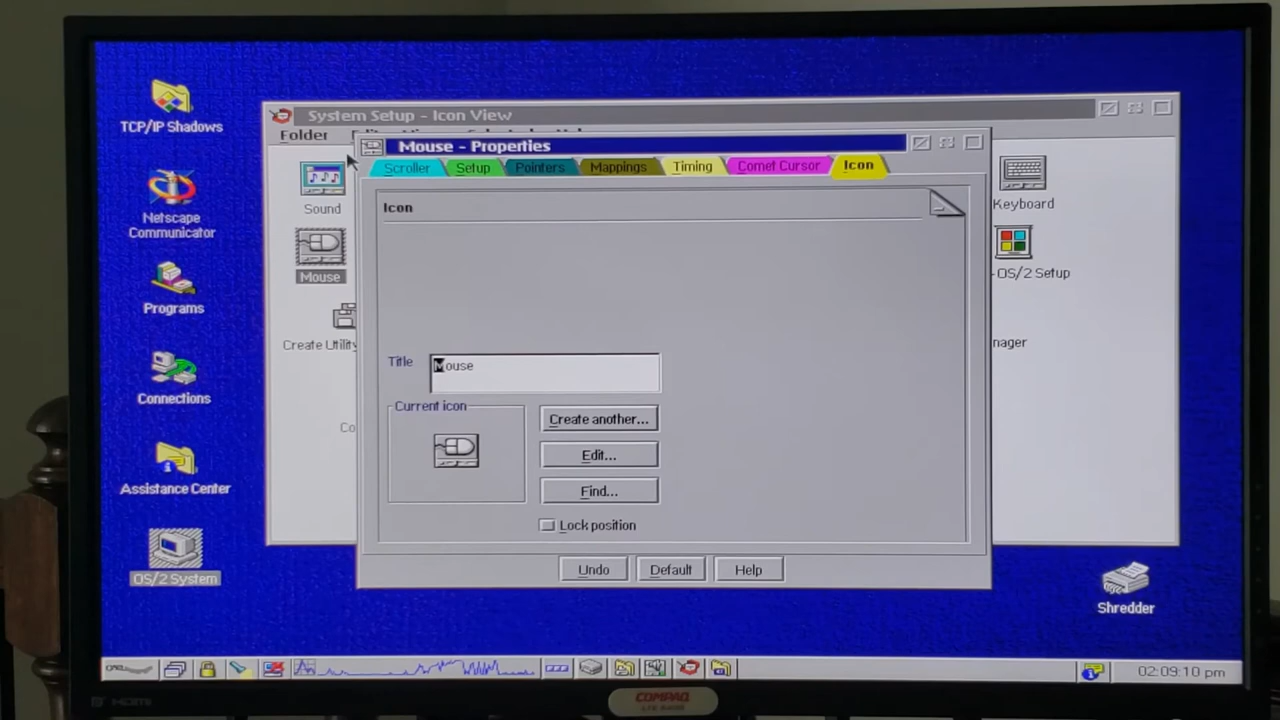 TCP/IP Shadows
Netscape
Communicator
Programs
Connections
Assistance Center
OS/2 System
System Setup - Icon View
Folder
Sound
Mouse
Create Utility
Co
Mouse - Properties
Scroller
Setup
Pointers
Mappings
Timing
Comet Cursor
Icon
Icon
Title
Mouse
Current icon
Create another...
Edit...
Find...
Lock position
Undo
Default
Help
Keyboard
-OS/2 Setup
nager
Shredder
02:09:10 pm
HDMI
COMPAQ